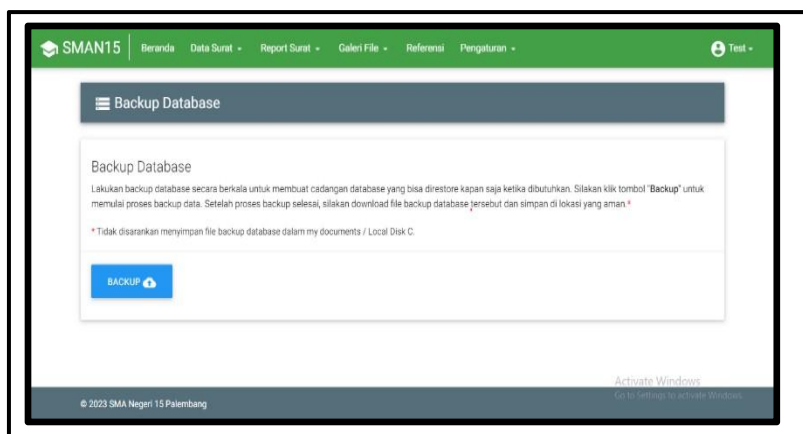 SMAN15 Beranda Data Surat Report Surat Galeri File Referensi Pengaturan Test
Backup Database
Backup Database
Lakukan backup database secara berkala untuk membuat cadangan database yang bisa direstore kapan saja ketika dibutuhkan. Silakan klik tombol "Backup" untuk
memulai proses backup data. Setelah proses backup selesai, silakan download file backup database tersebut dan simpan di lokasi yang aman.*
* Tidak disarankan menyimpan file backup database dalam my documents / Local Disk C.
BACKUP
Activate Windows
Go to Settings to activate Windows.
© 2023 SMA Negeri 15 Palembang